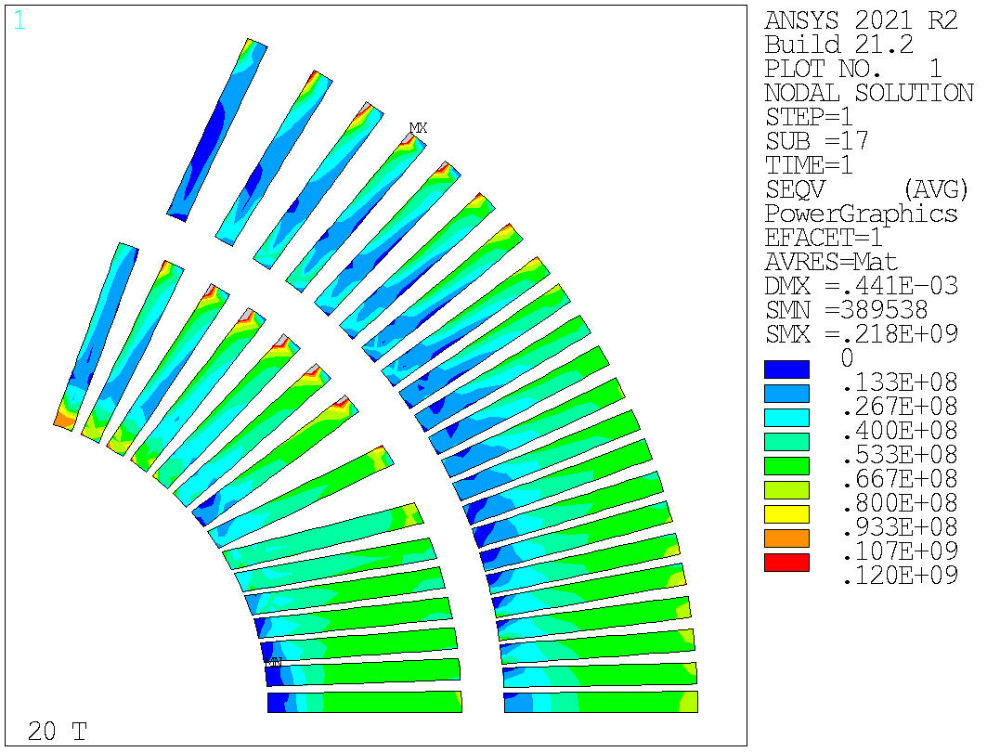 1
ANSYS 2021 R2
Build 21.2
PLOT NO. 1
NODAL SOLUTION
STEP=1
SUB =17
TIME=1
SEQV (AVG)
PowerGraphics
EFACET=1
AVRES=Mat
DMX =.441E-03
SMN =389538
SMX =.218E+09
0
.133E+08
.267E+08
.400E+08
.533E+08
.667E+08
.800E+08
.933E+08
.107E+09
.120E+09
MX
MN
20 T